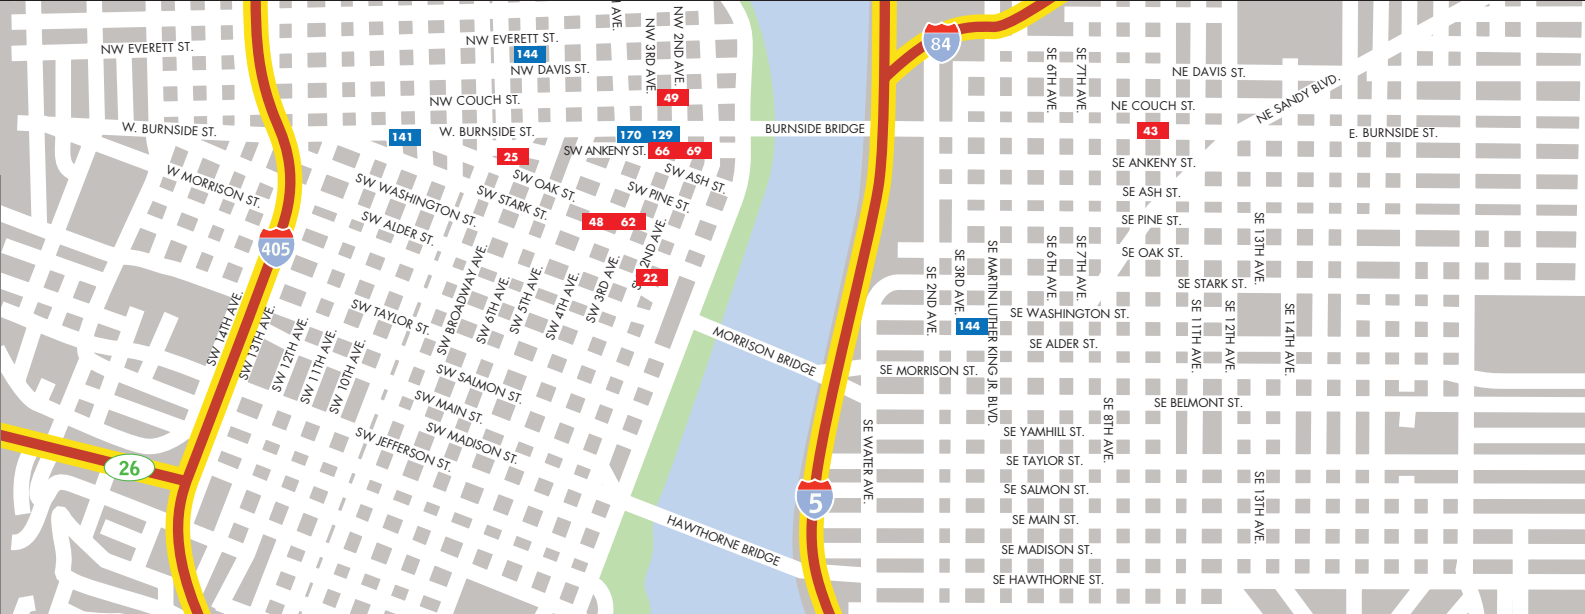 AVE.
NW 3RD AVE.
NW 2ND AVE.
NW EVERETT ST.
NW EVERETT ST.
144
84
NW DAVIS ST.
NE DAVIS ST.
SE 6TH AVE.
SE 7TH AVE.
NE SANDY BLVD.
49
NW COUCH ST.
NE COUCH ST.
W. BURNSIDE ST.
141
W. BURNSIDE ST.
170
129
BURNSIDE BRIDGE
43
E. BURNSIDE ST.
25
SW ANKENY ST.
66
69
SE ANKENY ST.
W MORRISON ST.
SW WASHINGTON ST.
SW OAK ST.
SW ASH ST.
SW STARK ST.
SW PINE ST.
SE ASH ST.
SW ALDER ST.
48
62
SE PINE ST.
405
2ND AVE.
22
SE OAK ST.
SE 13TH AVE.
SE 6TH AVE.
SE 7TH AVE.
SE 2ND AVE.
SE 3RD AVE.
SE MARTIN LUTHER KING JR. BLVD.
SE STARK ST.
SW 14TH AVE.
SW 13TH AVE.
SW 12TH AVE.
SW 11TH AVE.
SW 10TH AVE.
SW TAYLOR ST.
SW BROADWAY AVE.
SW 6TH AVE.
SW 5TH AVE.
SW 4TH AVE.
SW 3RD AVE.
144
SE WASHINGTON ST.
SE 11TH AVE.
SE 12TH AVE.
SE 14TH AVE.
MORRISON BRIDGE
SE ALDER ST.
SE MORRISON ST.
SW SALMON ST.
SW MAIN ST.
SE BELMONT ST.
SE 8TH AVE.
SW JEFFERSON ST.
SW MADISON ST.
SE WATER AVE.
SE YAMHILL ST.
26
SE TAYLOR ST.
5
SE SALMON ST.
SE 13TH AVE.
HAWTHORNE BRIDGE
SE MAIN ST.
SE MADISON ST.
SE HAWTHORNE ST.